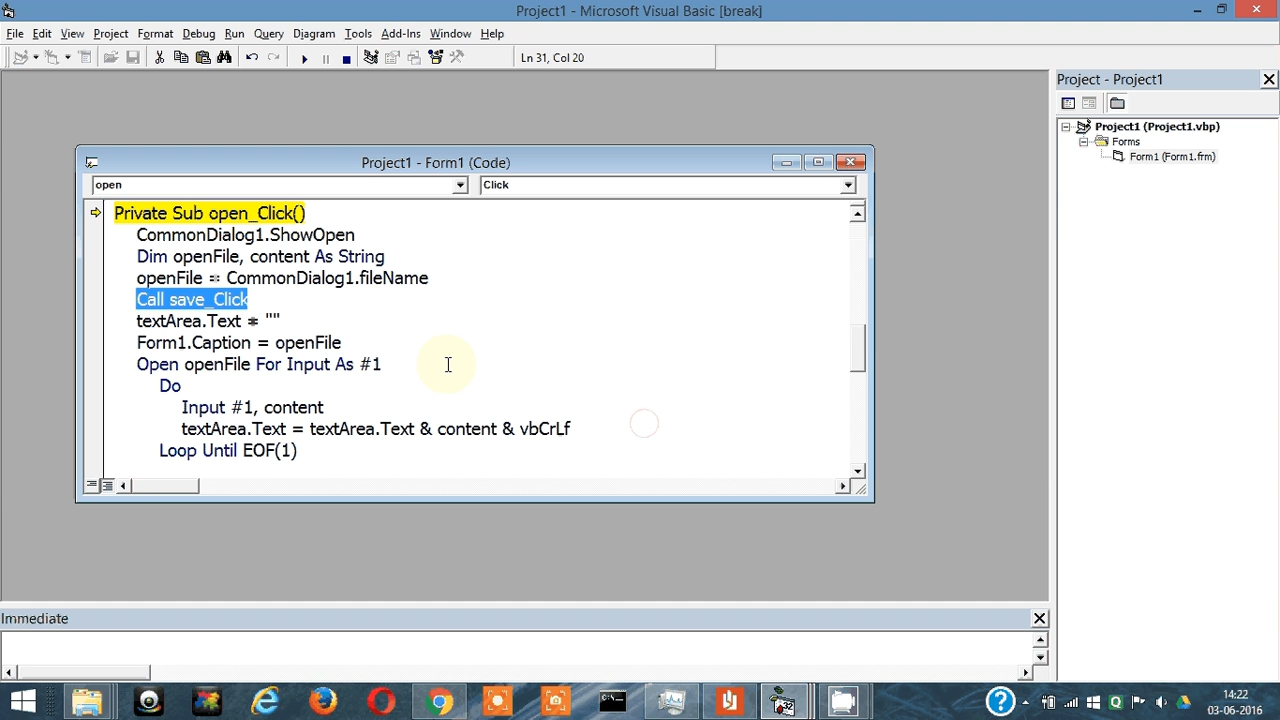 Project1 - Microsoft Visual Basic [break]
File Edit View Project Format Debug Run Query Diagram Tools Add-Ins Window Help
Ln 31, Col 20
Project - Project1
Project1 (Project1.vbp)
Forms
Form1 (Form1.frm)
Project1 - Form1 (Code)
open Click
Private Sub open_Click()
CommonDialog1.ShowOpen
Dim openFile, content As String
openFile = CommonDialog1.fileName
Call save_Click
textArea.Text = ""
Form1.Caption = openFile
Open openFile For Input As #1
Do
Input #1, content
textArea.Text = textArea.Text & content & vbCrLf
Loop Until EOF(1)
Immediate
14:22
03-06-2016